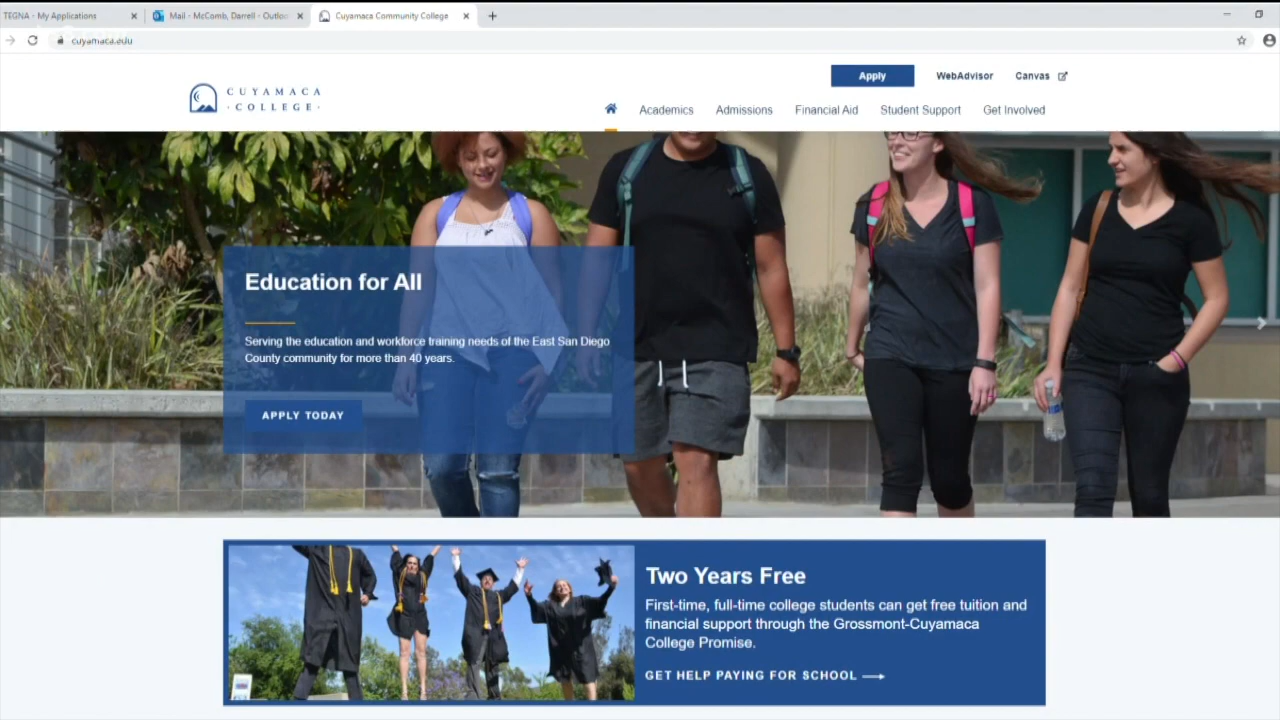 TEGNA - My Applications
Mail - McComb, Darrell - Outloo
Cuyamaca Community College
cuyamaca.edu
Apply
WebAdvisor
Canvas
CUYAMACA
· COLLEGE ·
Academics
Admissions
Financial Aid
Student Support
Get Involved
Education for All
Serving the education and workforce training needs of the East San Diego
County community for more than 40 years.
APPLY TODAY
Two Years Free
First-time, full-time college students can get free tuition and
financial support through the Grossmont-Cuyamaca
College Promise.
GET HELP PAYING FOR SCHOOL